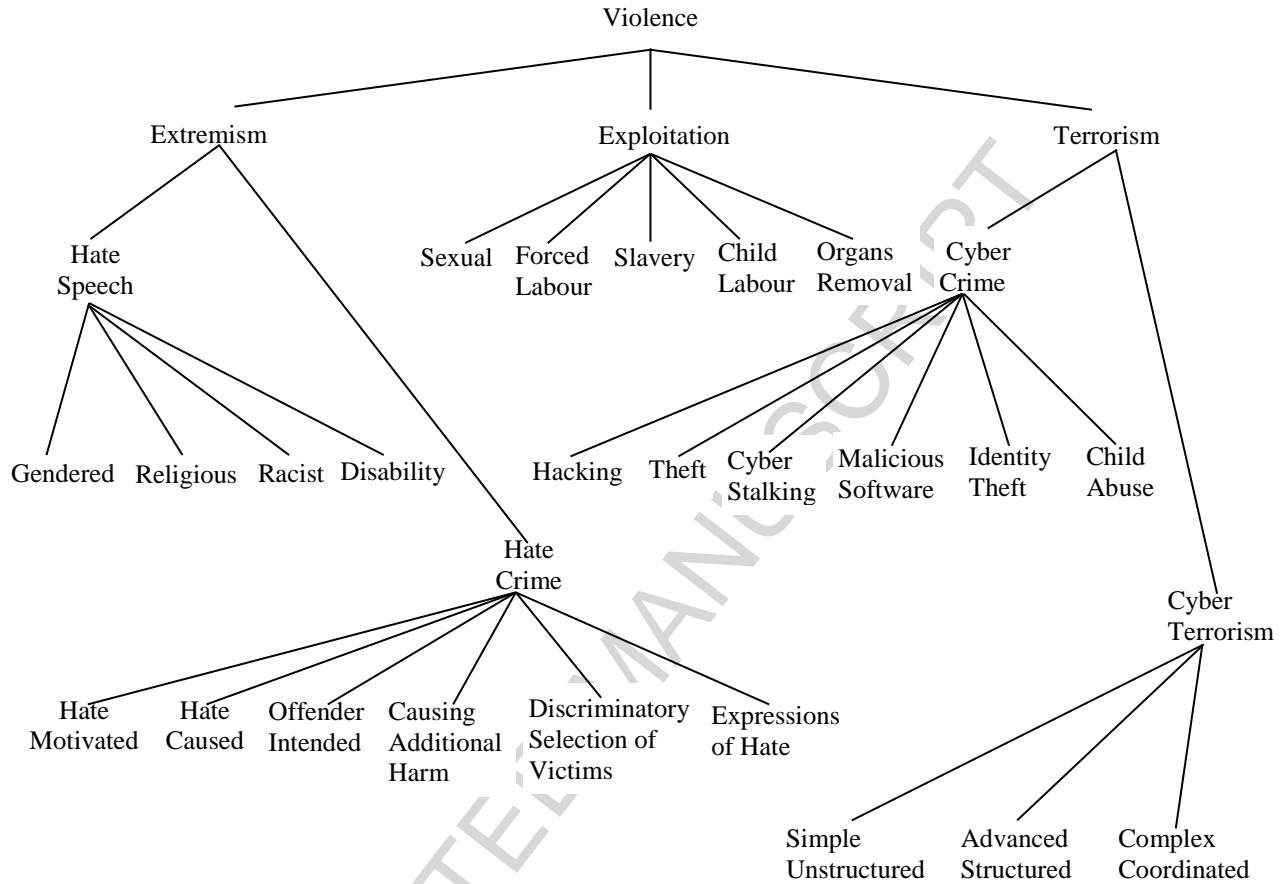 Violence
Extremism
Exploitation
Terrorism
Hate
Speech
Sexual
Forced
Labour
Slavery
Child
Labour
Organs
Removal
Cyber
Crime
Gendered
Religious
Racist
Disability
Hacking
Theft
Cyber
Stalking
Malicious
Software
Identity
Theft
Child
Abuse
Hate
Crime
Cyber
Terrorism
Hate
Motivated
Hate
Caused
Offender
Intended
Causing
Additional
Harm
Discriminatory
Selection of
Victims
Expressions
of Hate
Simple
Unstructured
Advanced
Structured
Complex
Coordinated